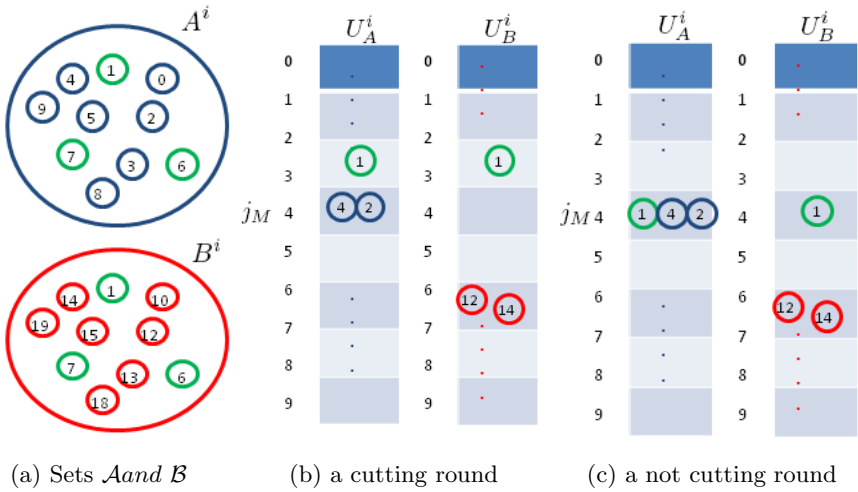 A^i
4 1 0
9 5 2
7 3 6
8
B^i
14 1 10
19 15 12
7 13 6
18
(a) Sets Aand B
U_A^i U_B^i
0 0
1 1
2 2
3 1 3 1
j_M 4 4 2 4
5 5
6 6 12 14
7 7
8 8
9 9
(b) a cutting round
U_A^i U_B^i
0 0
1 1
2 2
3 3
j_M 4 1 4 2 4 1
5 5
6 6 12 14
7 7
8 8
9 9
(c) a not cutting round